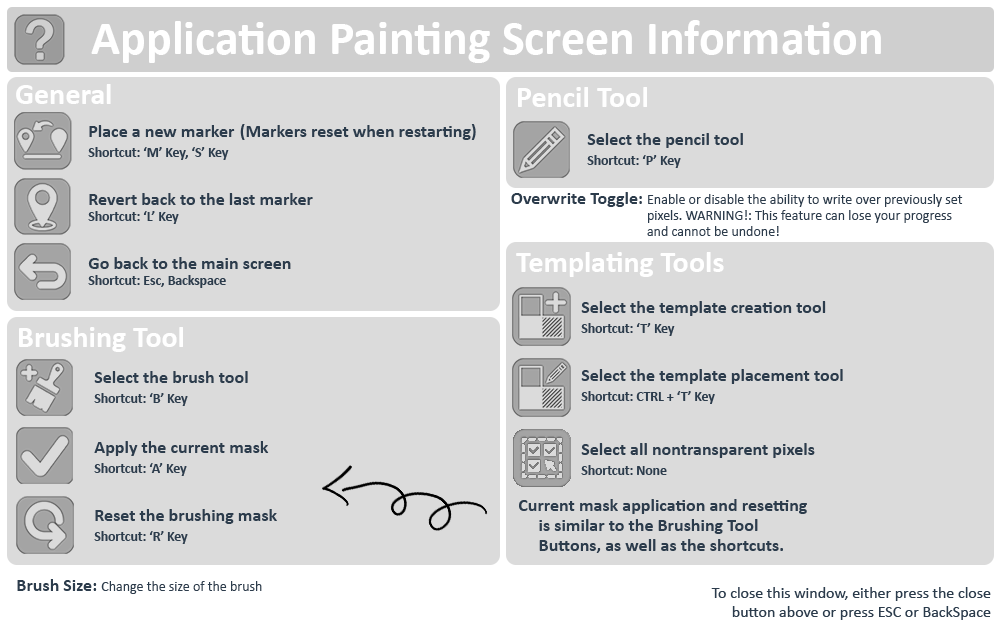 Application Painting Screen Information
General
Place a new marker (Markers reset when restarting)
Shortcut: ‘M’ Key, ‘S’ Key
Revert back to the last marker
Shortcut: ‘L’ Key
Go back to the main screen
Shortcut: Esc, Backspace
Brushing Tool
Select the brush tool
Shortcut: ‘B’ Key
Apply the current mask
Shortcut: ‘A’ Key
Reset the brushing mask
Shortcut: ‘R’ Key
Brush Size: Change the size of the brush
Pencil Tool
Select the pencil tool
Shortcut: ‘P’ Key
Overwrite Toggle: Enable or disable the ability to write over previously set
pixels. WARNING!: This feature can lose your progress
and cannot be undone!
Templating Tools
Select the template creation tool
Shortcut: ‘T’ Key
Select the template placement tool
Shortcut: CTRL + ‘T’ Key
Select all nontransparent pixels
Shortcut: None
Current mask application and resetting
is similar to the Brushing Tool
Buttons, as well as the shortcuts.
To close this window, either press the close
button above or press ESC or BackSpace